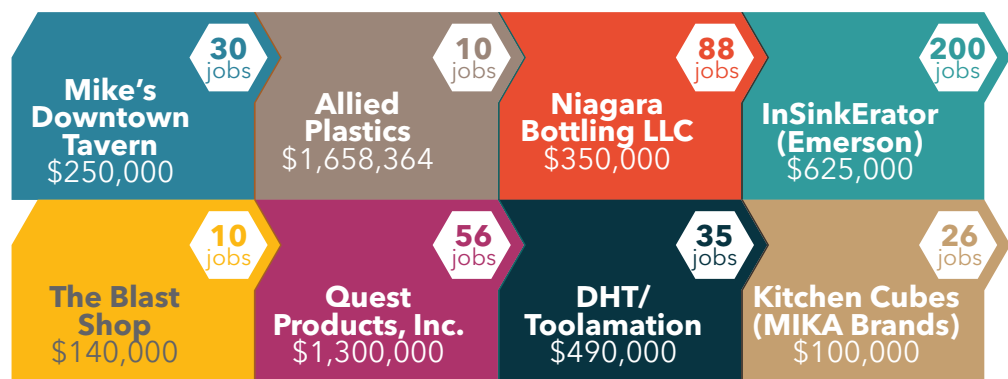 30
jobs
Mike’s
Downtown
Tavern
$250,000
10
jobs
Allied
Plastics
$1,658,364
88
jobs
Niagara
Bottling LLC
$350,000
200
jobs
InSinkErator
(Emerson)
$625,000
10
jobs
The Blast
Shop
$140,000
56
jobs
Quest
Products, Inc.
$1,300,000
35
jobs
DHT/
Toolamation
$490,000
26
jobs
Kitchen Cubes
(MIKA Brands)
$100,000